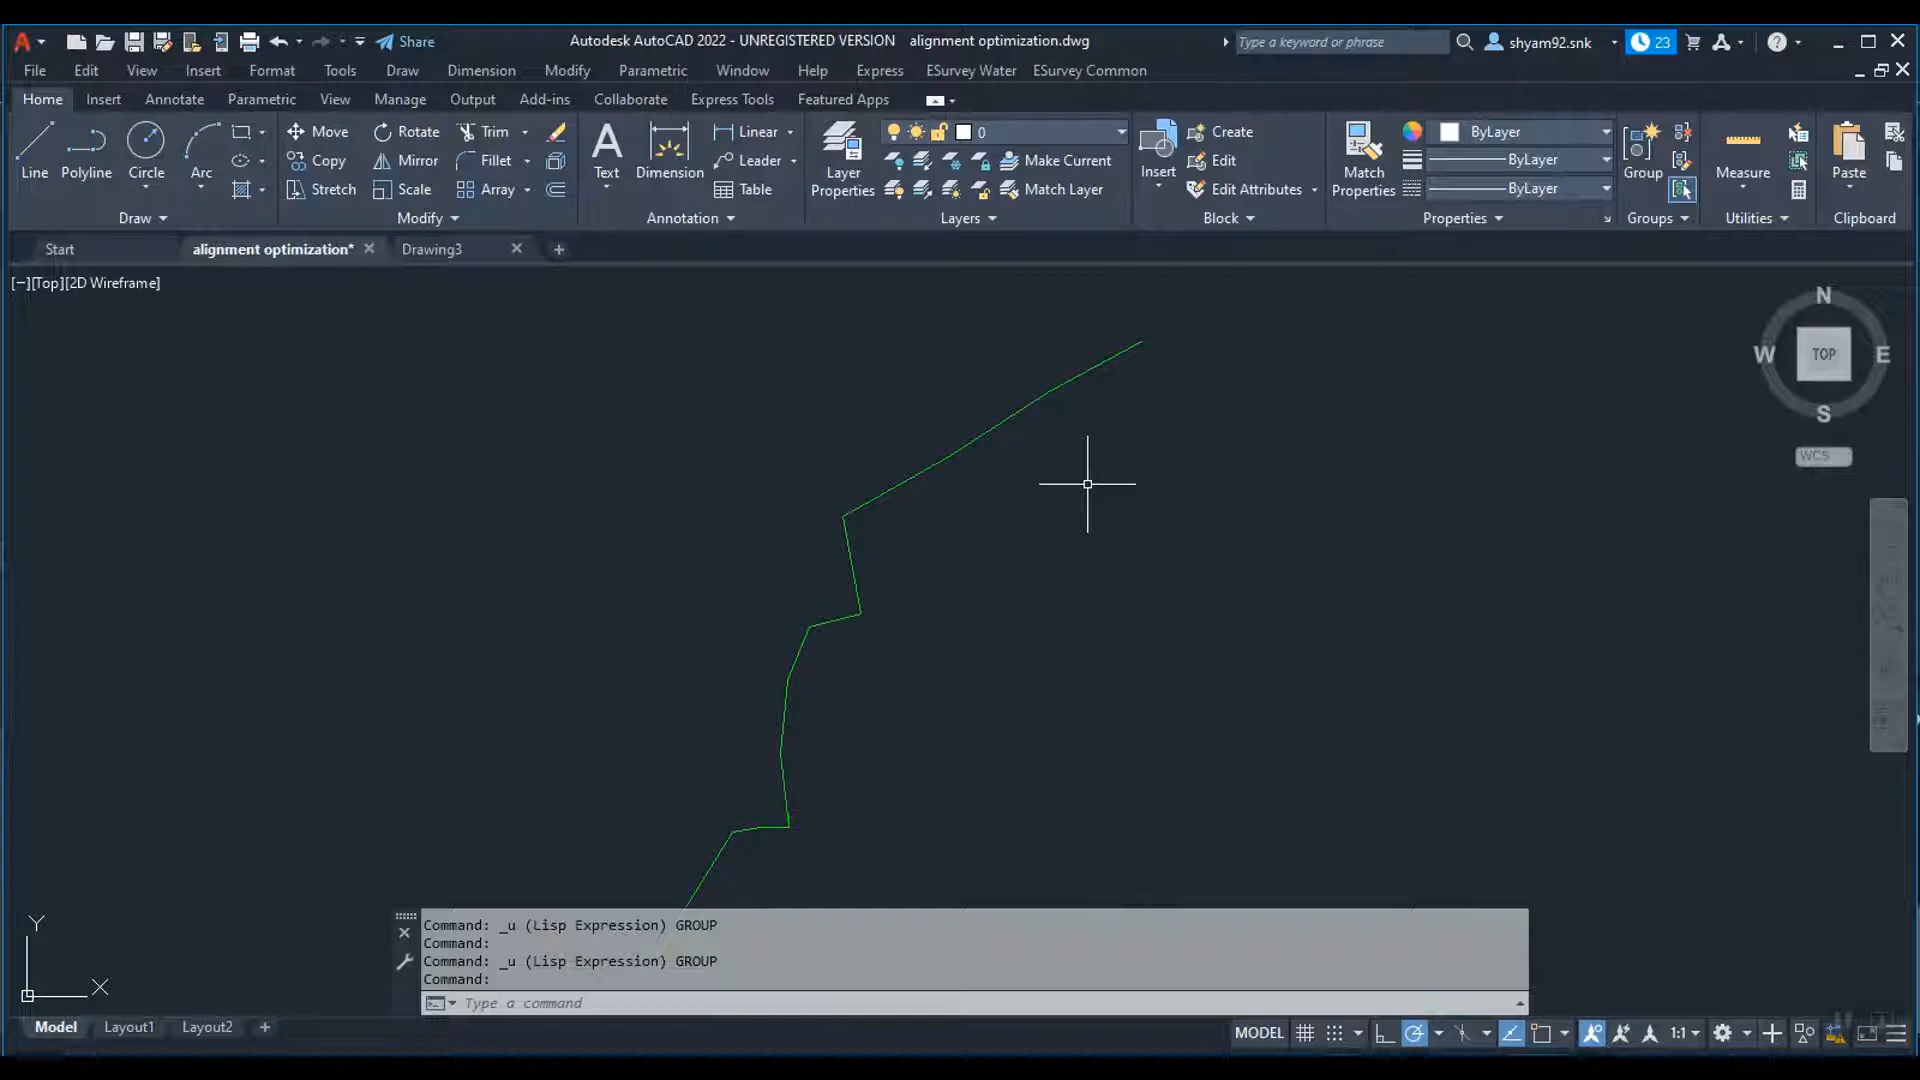 Share
Autodesk AutoCAD 2022 - UNREGISTERED VERSION alignment optimization.dwg
Type a keyword or phrase
shyam92.snk
23
File Edit View Insert Format Tools Draw Dimension Modify Parametric Window Help Express ESurvey Water ESurvey Common
Home Insert Annotate Parametric View Manage Output Add-ins Collaborate Express Tools Featured Apps
Line Polyline Circle Arc
Move Rotate Trim
Copy Mirror Fillet
Stretch Scale Array
Text Dimension
Linear
Leader
Table
Layer Properties
0
Make Current
Match Layer
Insert
Create
Edit
Edit Attributes
Match Properties
ByLayer
ByLayer
ByLayer
Group
Measure
Paste
Draw Modify Annotation Layers Block Properties Groups Utilities Clipboard
Start alignment optimization* Drawing3
[−][Top][2D Wireframe]
N
W TOP E
S
WCS
Command: _u (Lisp Expression) GROUP
Command:
Command: _u (Lisp Expression) GROUP
Command:
Type a command
Y
X
Model Layout1 Layout2
MODEL 1:1